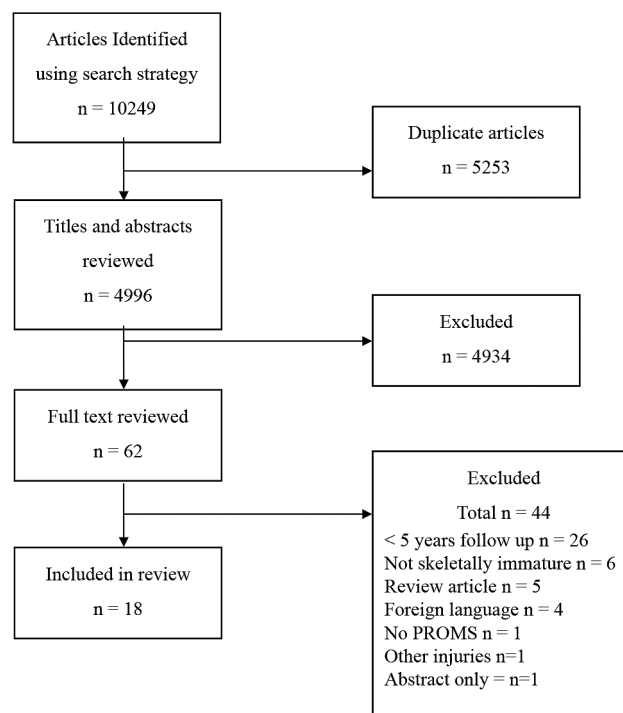 Articles Identified
using search strategy
n = 10249
Duplicate articles
n = 5253
Titles and abstracts
reviewed
n = 4996
Excluded
n = 4934
Full text reviewed
n = 62
Excluded
Total n = 44
< 5 years follow up n = 26
Not skeletally immature n = 6
Review article n = 5
Foreign language n = 4
No PROMS n = 1
Other injuries n=1
Abstract only = n=1
Included in review
n = 18